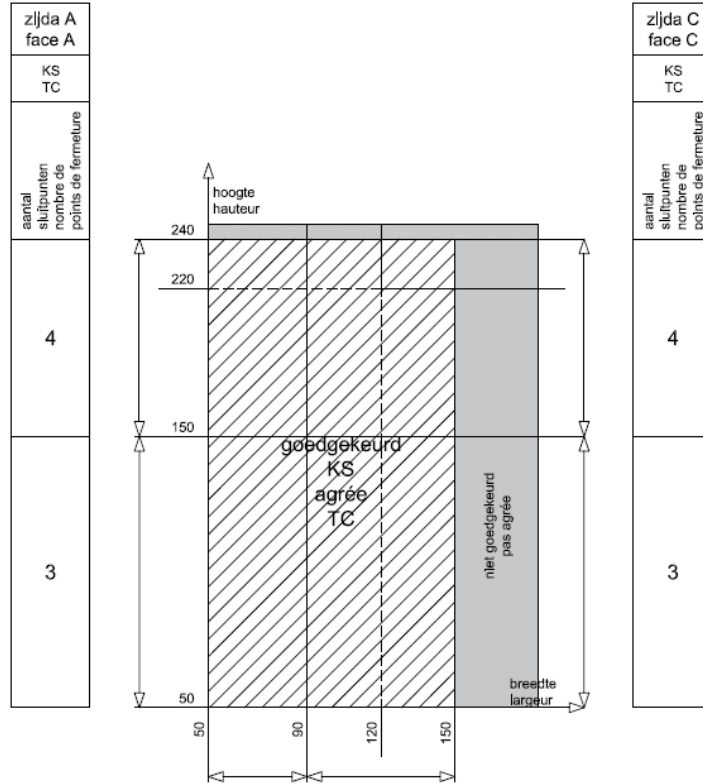 zijda A
face A
KS
TC
aantal
sluitpunten
nombre de
points de fermeture
4
3
hoogte
hauteur
240
220
150
50
goedgekeurd
KS
agrée
TC
niet goedgekeurd
pas agrée
breedte
largeur
50
90
120
150
zijda C
face C
KS
TC
aantal
sluitpunten
nombre de
points de fermeture
4
3